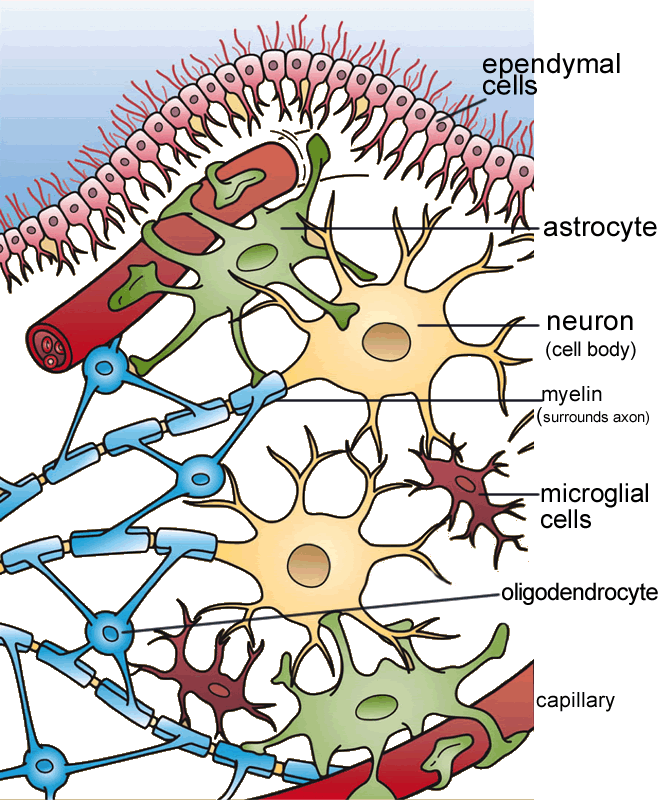 ependymal
cells
astrocyte
neuron
(cell body)
myelin
(surrounds axon)
microglial
cells
oligodendrocyte
capillary